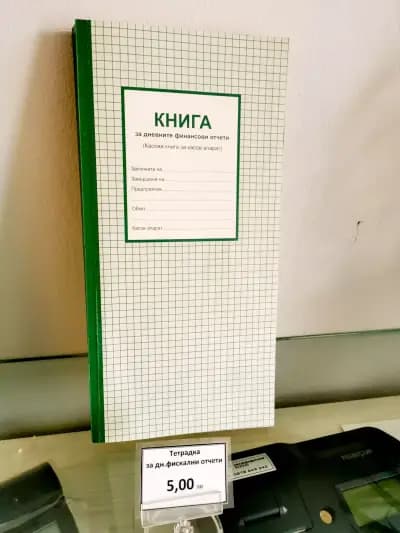 КНИГА
за дневните финансови отчети
(Касова книга за касов апарат)
Започната на
Завършена на
Предприятие
Обект
Касов апарат
Тетрадка
за дн.фискални отчети
5,00 лв